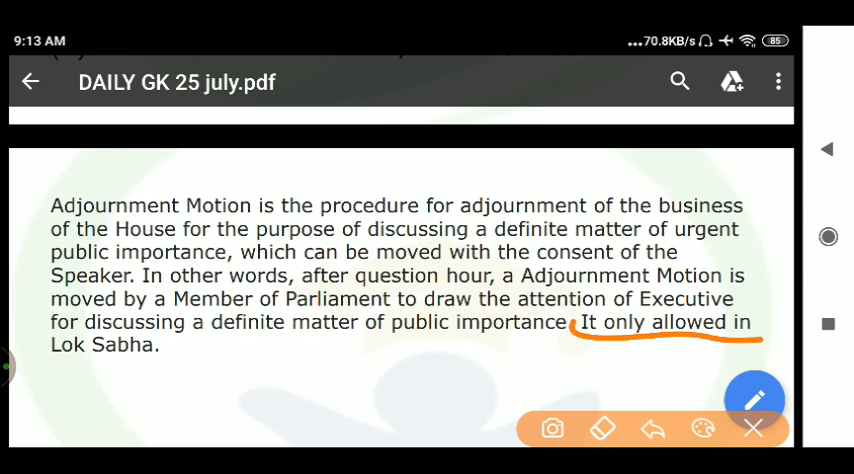 9:13 AM
...70.8KB/s 85
DAILY GK 25 july.pdf
Adjournment Motion is the procedure for adjournment of the business
of the House for the purpose of discussing a definite matter of urgent
public importance, which can be moved with the consent of the
Speaker. In other words, after question hour, a Adjournment Motion is
moved by a Member of Parliament to draw the attention of Executive
for discussing a definite matter of public importance. It only allowed in
Lok Sabha.